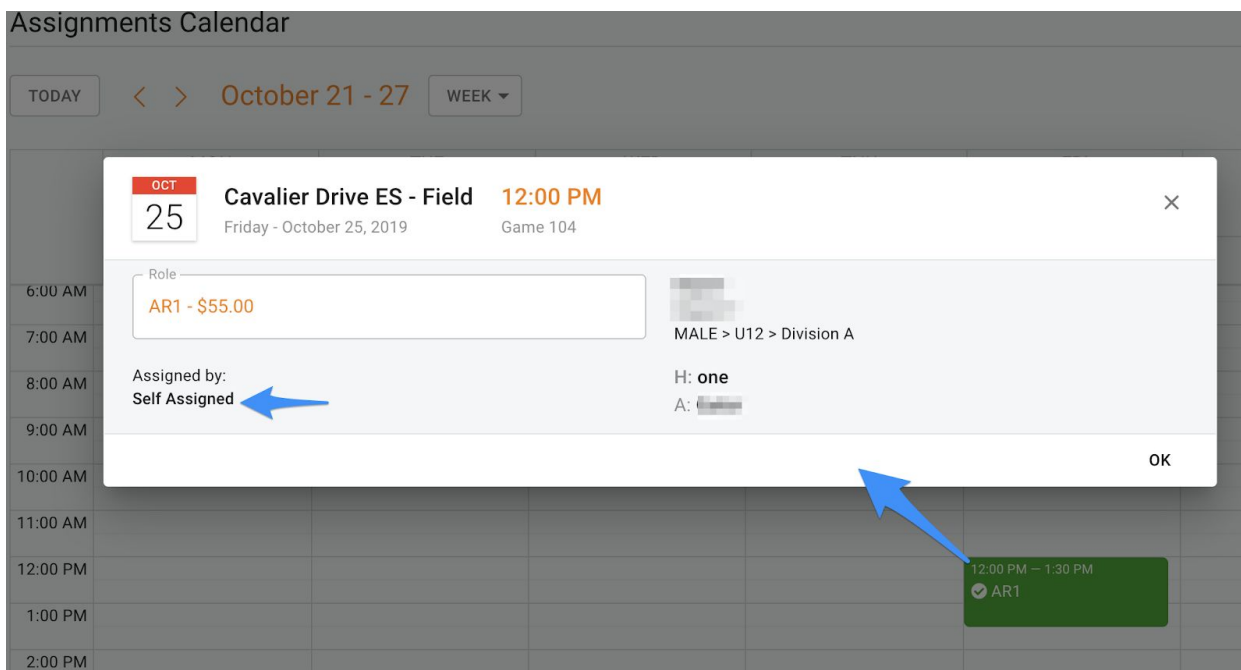 Assignments Calendar
TODAY
October 21 - 27
WEEK
OCT
25
Cavalier Drive ES - Field
12:00 PM
Friday - October 25, 2019
Game 104
Role
AR1 - $55.00
MALE > U12 > Division A
Assigned by:
Self Assigned
H: one
A:
OK
6:00 AM
7:00 AM
8:00 AM
9:00 AM
10:00 AM
11:00 AM
12:00 PM
12:00 PM — 1:30 PM
AR1
1:00 PM
2:00 PM